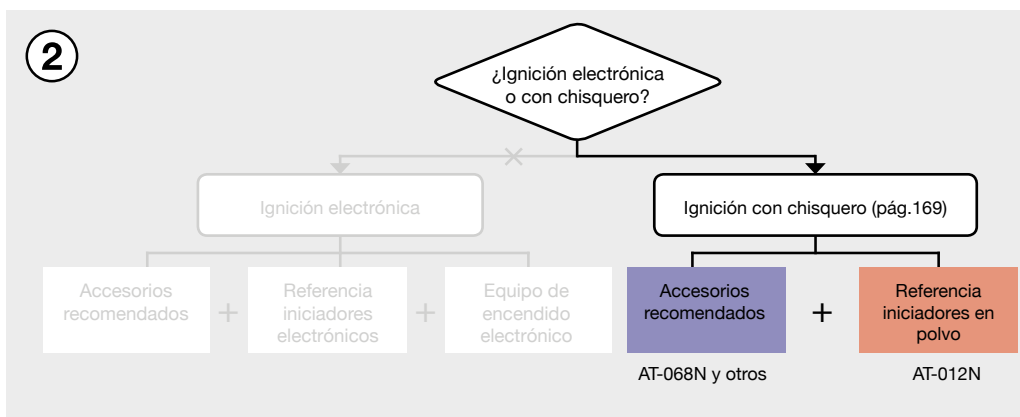 2
¿Ignición electrónica
o con chisquero?
Ignición electrónica
Ignición con chisquero (pág.169)
Accesorios
recomendados
+
Referencia
iniciadores
electrónicos
+
Equipo de
encendido
electrónico
Accesorios
recomendados
+
Referencia
iniciadores en
polvo
AT-068N y otros
AT-012N